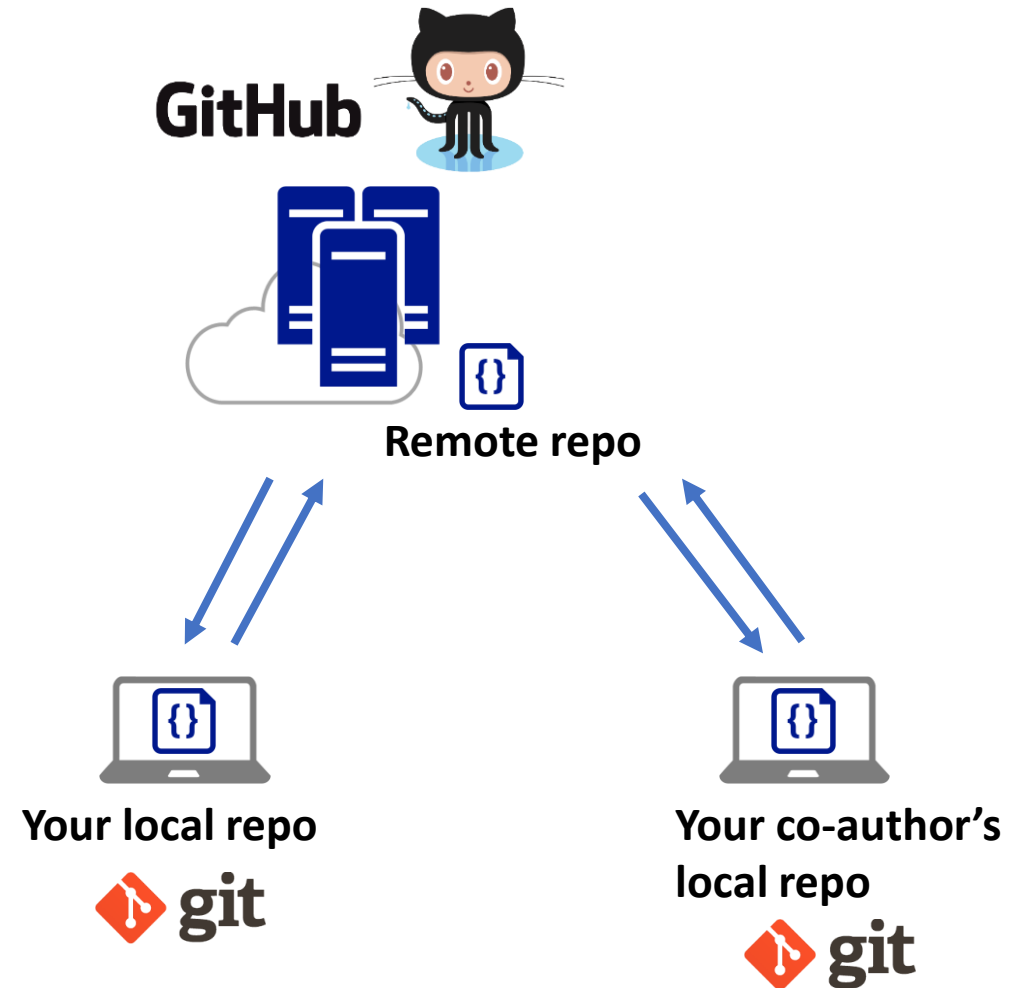 GitHub
{}
Remote repo
{}
{}
Your local repo
Your co-author’s
local repo
git
git